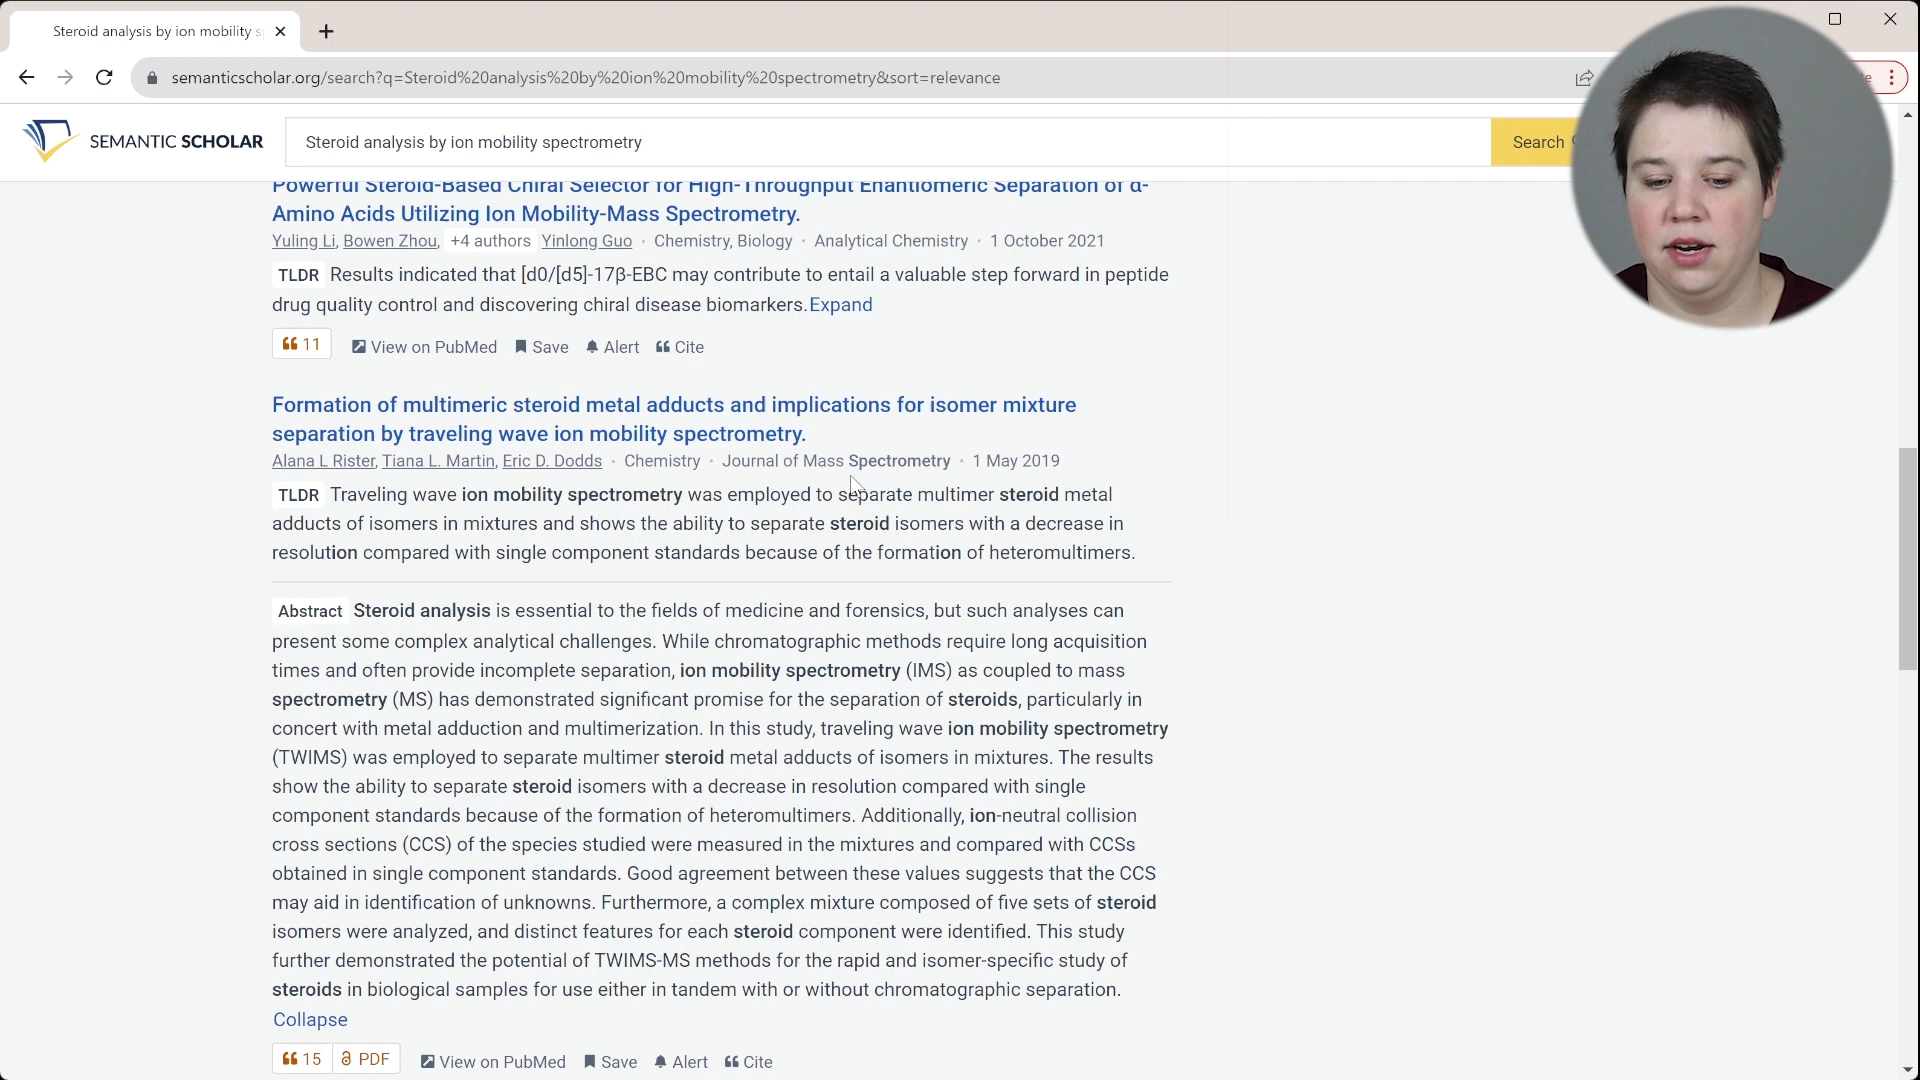 Steroid analysis by ion mobility s
semanticscholar.org/search?q=Steroid%20analysis%20by%20ion%20mobility%20spectrometry&sort=relevance
SEMANTIC SCHOLAR
Steroid analysis by ion mobility spectrometry
Search
Powerful Steroid-Based Chiral Selector for High-Throughput Enantiomeric Separation of α-
Amino Acids Utilizing Ion Mobility-Mass Spectrometry.
Yuling Li, Bowen Zhou, +4 authors Yinlong Guo · Chemistry, Biology · Analytical Chemistry · 1 October 2021
TLDR Results indicated that [d0/[d5]-17β-EBC may contribute to entail a valuable step forward in peptide
drug quality control and discovering chiral disease biomarkers.Expand
11 View on PubMed Save Alert Cite
Formation of multimeric steroid metal adducts and implications for isomer mixture
separation by traveling wave ion mobility spectrometry.
Alana L Rister, Tiana L. Martin, Eric D. Dodds · Chemistry · Journal of Mass Spectrometry · 1 May 2019
TLDR Traveling wave ion mobility spectrometry was employed to separate multimer steroid metal
adducts of isomers in mixtures and shows the ability to separate steroid isomers with a decrease in
resolution compared with single component standards because of the formation of heteromultimers.
Abstract Steroid analysis is essential to the fields of medicine and forensics, but such analyses can
present some complex analytical challenges. While chromatographic methods require long acquisition
times and often provide incomplete separation, ion mobility spectrometry (IMS) as coupled to mass
spectrometry (MS) has demonstrated significant promise for the separation of steroids, particularly in
concert with metal adduction and multimerization. In this study, traveling wave ion mobility spectrometry
(TWIMS) was employed to separate multimer steroid metal adducts of isomers in mixtures. The results
show the ability to separate steroid isomers with a decrease in resolution compared with single
component standards because of the formation of heteromultimers. Additionally, ion-neutral collision
cross sections (CCS) of the species studied were measured in the mixtures and compared with CCSs
obtained in single component standards. Good agreement between these values suggests that the CCS
may aid in identification of unknowns. Furthermore, a complex mixture composed of five sets of steroid
isomers were analyzed, and distinct features for each steroid component were identified. This study
further demonstrated the potential of TWIMS-MS methods for the rapid and isomer-specific study of
steroids in biological samples for use either in tandem with or without chromatographic separation.
Collapse
15 PDF View on PubMed Save Alert Cite